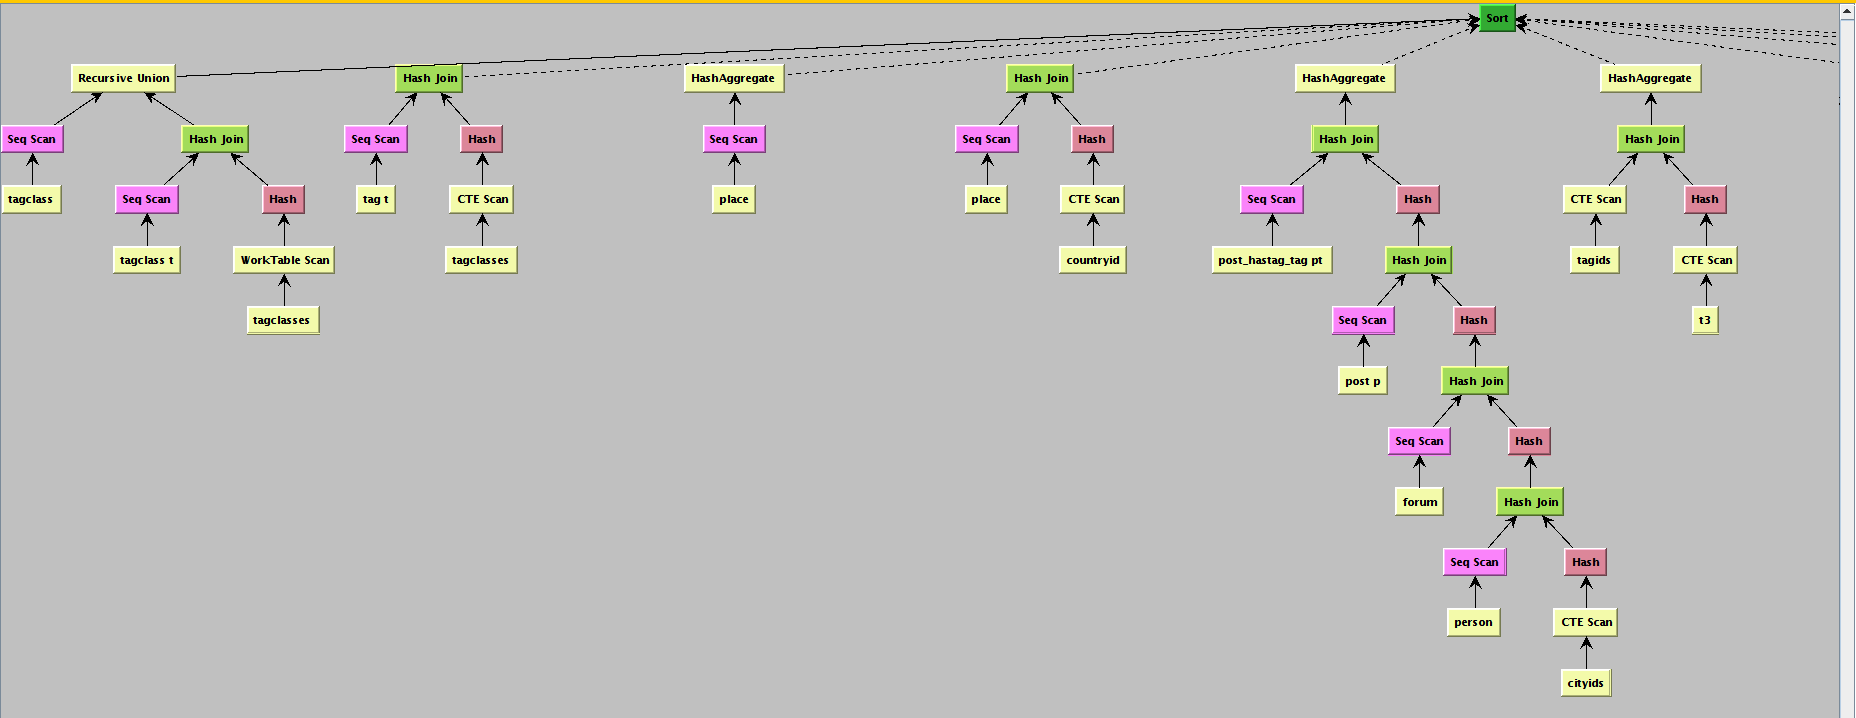 Sort
Recursive Union
Hash Join
HashAggregate
Hash Join
HashAggregate
HashAggregate
Seq Scan
Hash Join
Seq Scan
Hash
Seq Scan
Seq Scan
Hash
Hash Join
Hash Join
tagclass
Seq Scan
Hash
tag t
CTE Scan
place
place
CTE Scan
Seq Scan
Hash
CTE Scan
Hash
tagclass t
WorkTable Scan
tagclasses
countryid
post_hastag_tag pt
Hash Join
tagids
CTE Scan
tagclasses
Seq Scan
Hash
t3
post p
Hash Join
Seq Scan
Hash
forum
Hash Join
Seq Scan
Hash
person
CTE Scan
cityids